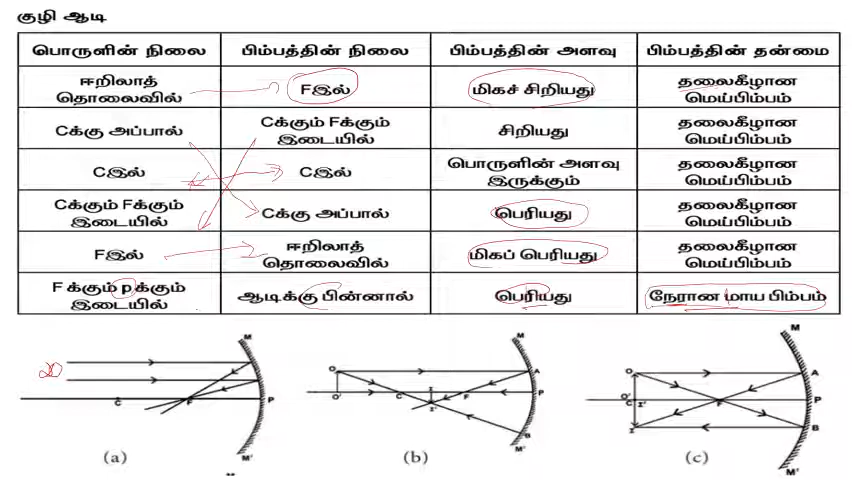 குழி ஆடி
பொருளின் நிலை பிம்பத்தின் நிலை பிம்பத்தின் அளவு பிம்பத்தின் தன்மை
ஈறிலாத் தொலைவில் Fஇல் மிகச் சிறியது தலைகீழான மெய்பிம்பம்
Cக்கு அப்பால் Cக்கும் Fக்கும் இடையில் சிறியது தலைகீழான மெய்பிம்பம்
Cஇல் Cஇல் பொருளின் அளவு இருக்கும் தலைகீழான மெய்பிம்பம்
Cக்கும் Fக்கும் இடையில் Cக்கு அப்பால் பெரியது தலைகீழான மெய்பிம்பம்
Fஇல் ஈறிலாத் தொலைவில் மிகப் பெரியது தலைகீழான மெய்பிம்பம்
F க்கும் p க்கும் இடையில் ஆடிக்கு பின்னால் பெரியது நேரான மாய பிம்பம்
M C F P M'
(a)
M O A O' C I I' F P B M'
(b)
M O A O' C I' F P I B M'
(c)